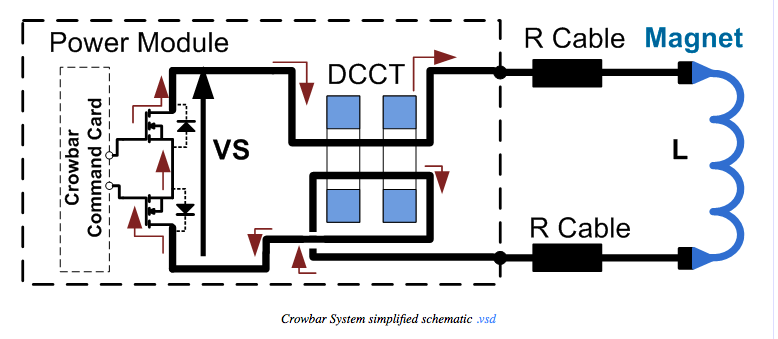 Power Module
R Cable
Magnet
DCCT
Crowbar
Command Card
VS
L
R Cable
Crowbar System simplified schematic .vsd